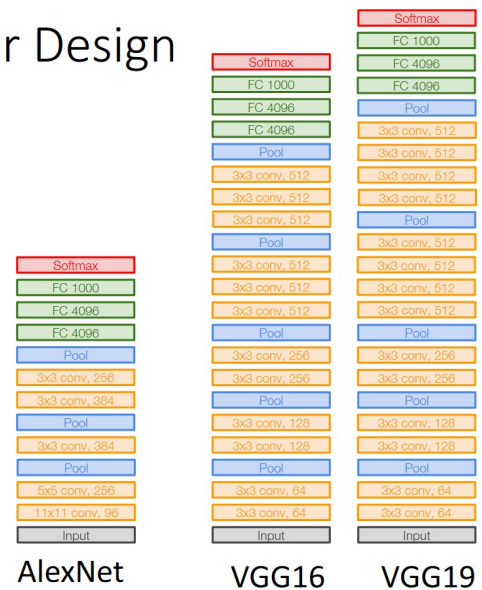 r Design
Softmax
FC 1000
FC 4096
FC 4096
Pool
3x3 conv, 256
3x3 conv, 384
Pool
3x3 conv, 384
Pool
5x5 conv, 256
11x11 conv, 96
Input
AlexNet
Softmax
FC 1000
FC 4096
FC 4096
Pool
3x3 conv, 512
3x3 conv, 512
3x3 conv, 512
Pool
3x3 conv, 512
3x3 conv, 512
3x3 conv, 512
Pool
3x3 conv, 256
3x3 conv, 256
Pool
3x3 conv, 128
3x3 conv, 128
Pool
3x3 conv, 64
3x3 conv, 64
Input
VGG16
Softmax
FC 1000
FC 4096
FC 4096
Pool
3x3 conv, 512
3x3 conv, 512
3x3 conv, 512
3x3 conv, 512
Pool
3x3 conv, 512
3x3 conv, 512
3x3 conv, 512
3x3 conv, 512
Pool
3x3 conv, 256
3x3 conv, 256
Pool
3x3 conv, 128
3x3 conv, 128
Pool
3x3 conv, 64
3x3 conv, 64
Input
VGG19